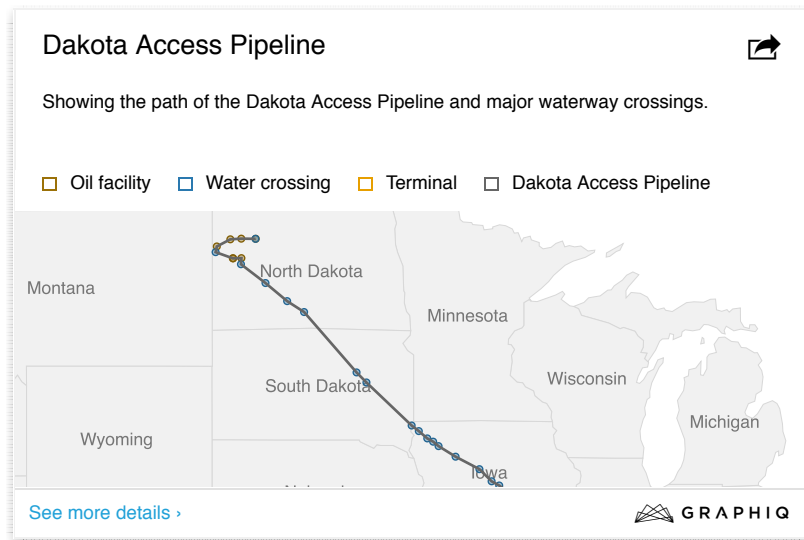 Dakota Access Pipeline
Showing the path of the Dakota Access Pipeline and major waterway crossings.
Oil facility Water crossing Terminal Dakota Access Pipeline
North Dakota
Montana
Minnesota
Wisconsin
South Dakota
Michigan
Wyoming
Iowa
See more details ›
GRAPHIQ